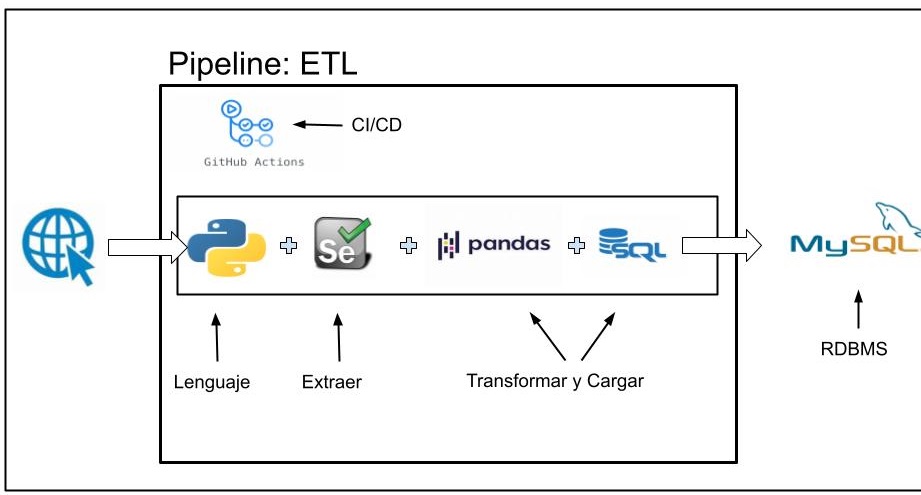 Pipeline: ETL
CI/CD
GitHub Actions
Se
pandas
SQL
MySQL
Lenguaje
Extraer
Transformar y Cargar
RDBMS